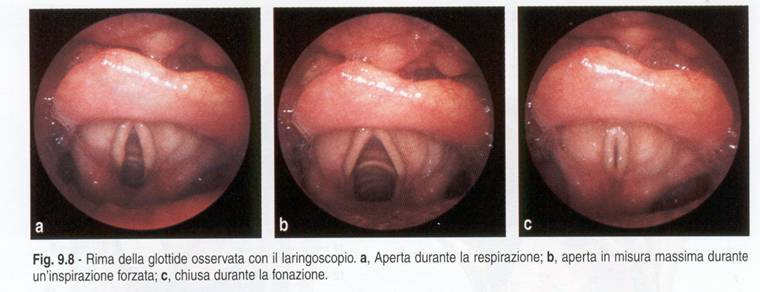 a
b
c
Fig. 9.8 - Rima della glottide osservata con il laringoscopio. a, Aperta durante la respirazione; b, aperta in misura massima durante
un'inspirazione forzata; c, chiusa durante la fonazione.